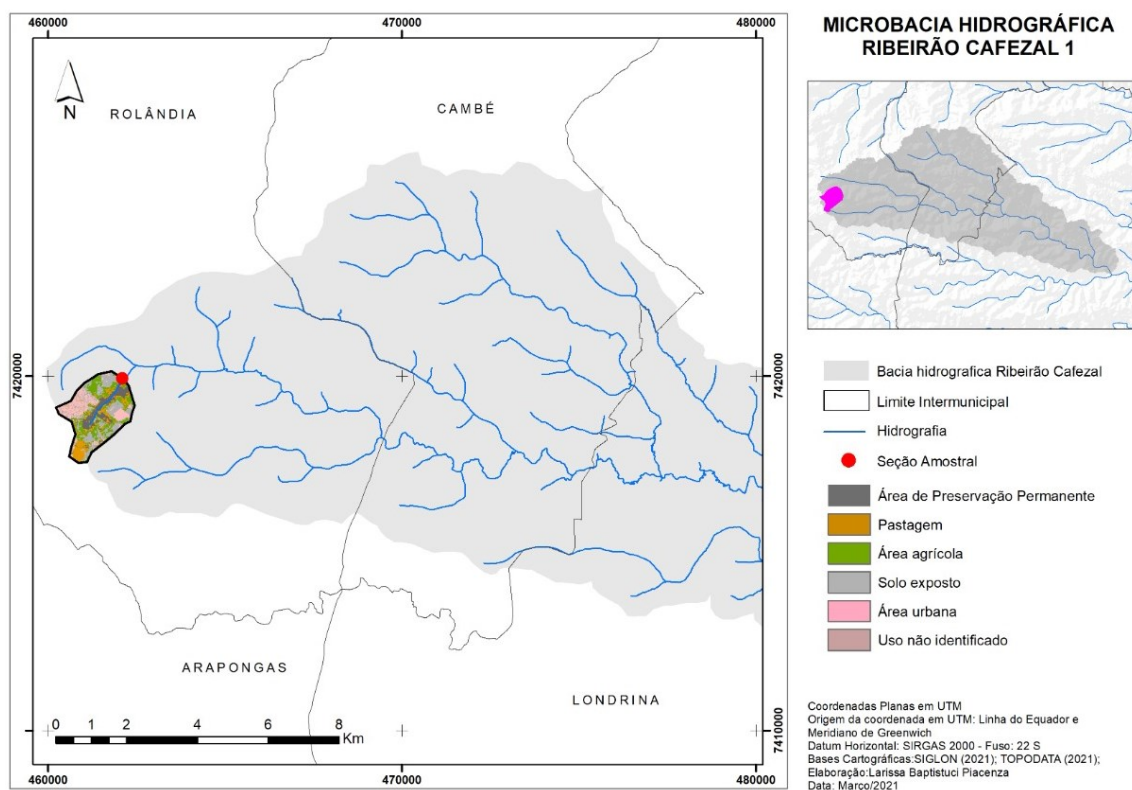 460000
470000
480000
7420000
7410000
N
ROLÂNDIA
CAMBÉ
ARAPONGAS
LONDRINA
0 1 2 4 6 8
Km
7420000
7410000
460000
470000
480000
MICROBACIA HIDROGRÁFICA
RIBEIRÃO CAFEZAL 1
Bacia hidrografica Ribeirão Cafezal
Limite Intermunicipal
Hidrografia
Seção Amostral
Área de Preservação Permanente
Pastagem
Área agrícola
Solo exposto
Área urbana
Uso não identificado
Coordenadas Planas em UTM
Origem da coordenada em UTM: Linha do Equador e
Meridiano de Greenwich
Datum Horizontal: SIRGAS 2000 - Fuso: 22 S
Bases Cartográficas:SIGLON (2021); TOPODATA (2021);
Elaboração:Larissa Baptistuci Piacenza
Data: Marco/2021